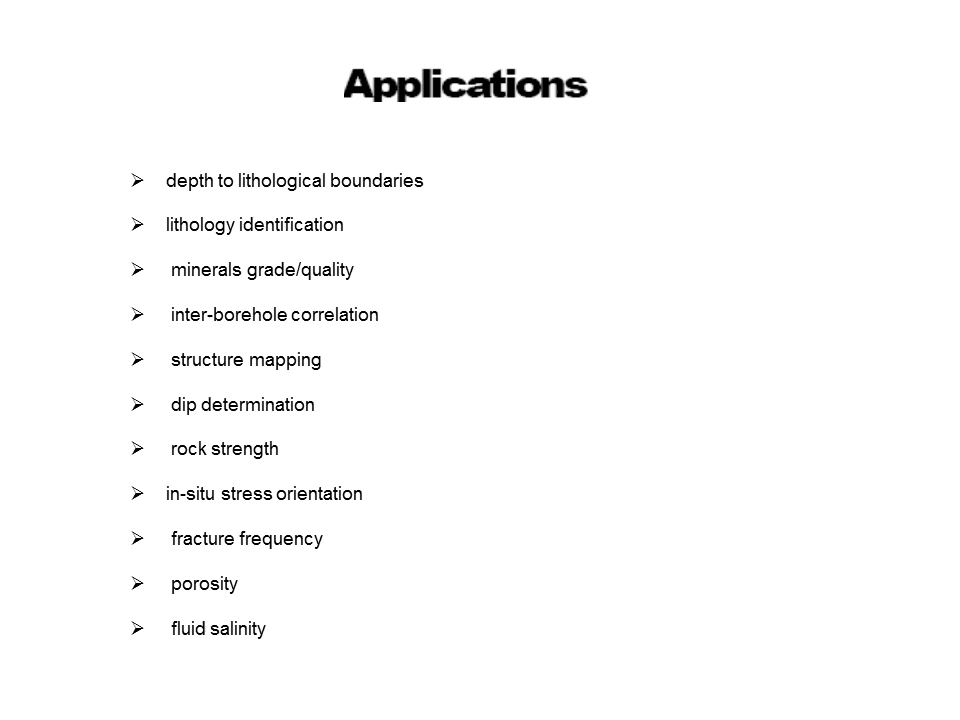 Applications
➢ depth to lithological boundaries
➢ lithology identification
➢ minerals grade/quality
➢ inter-borehole correlation
➢ structure mapping
➢ dip determination
➢ rock strength
➢ in-situ stress orientation
➢ fracture frequency
➢ porosity
➢ fluid salinity